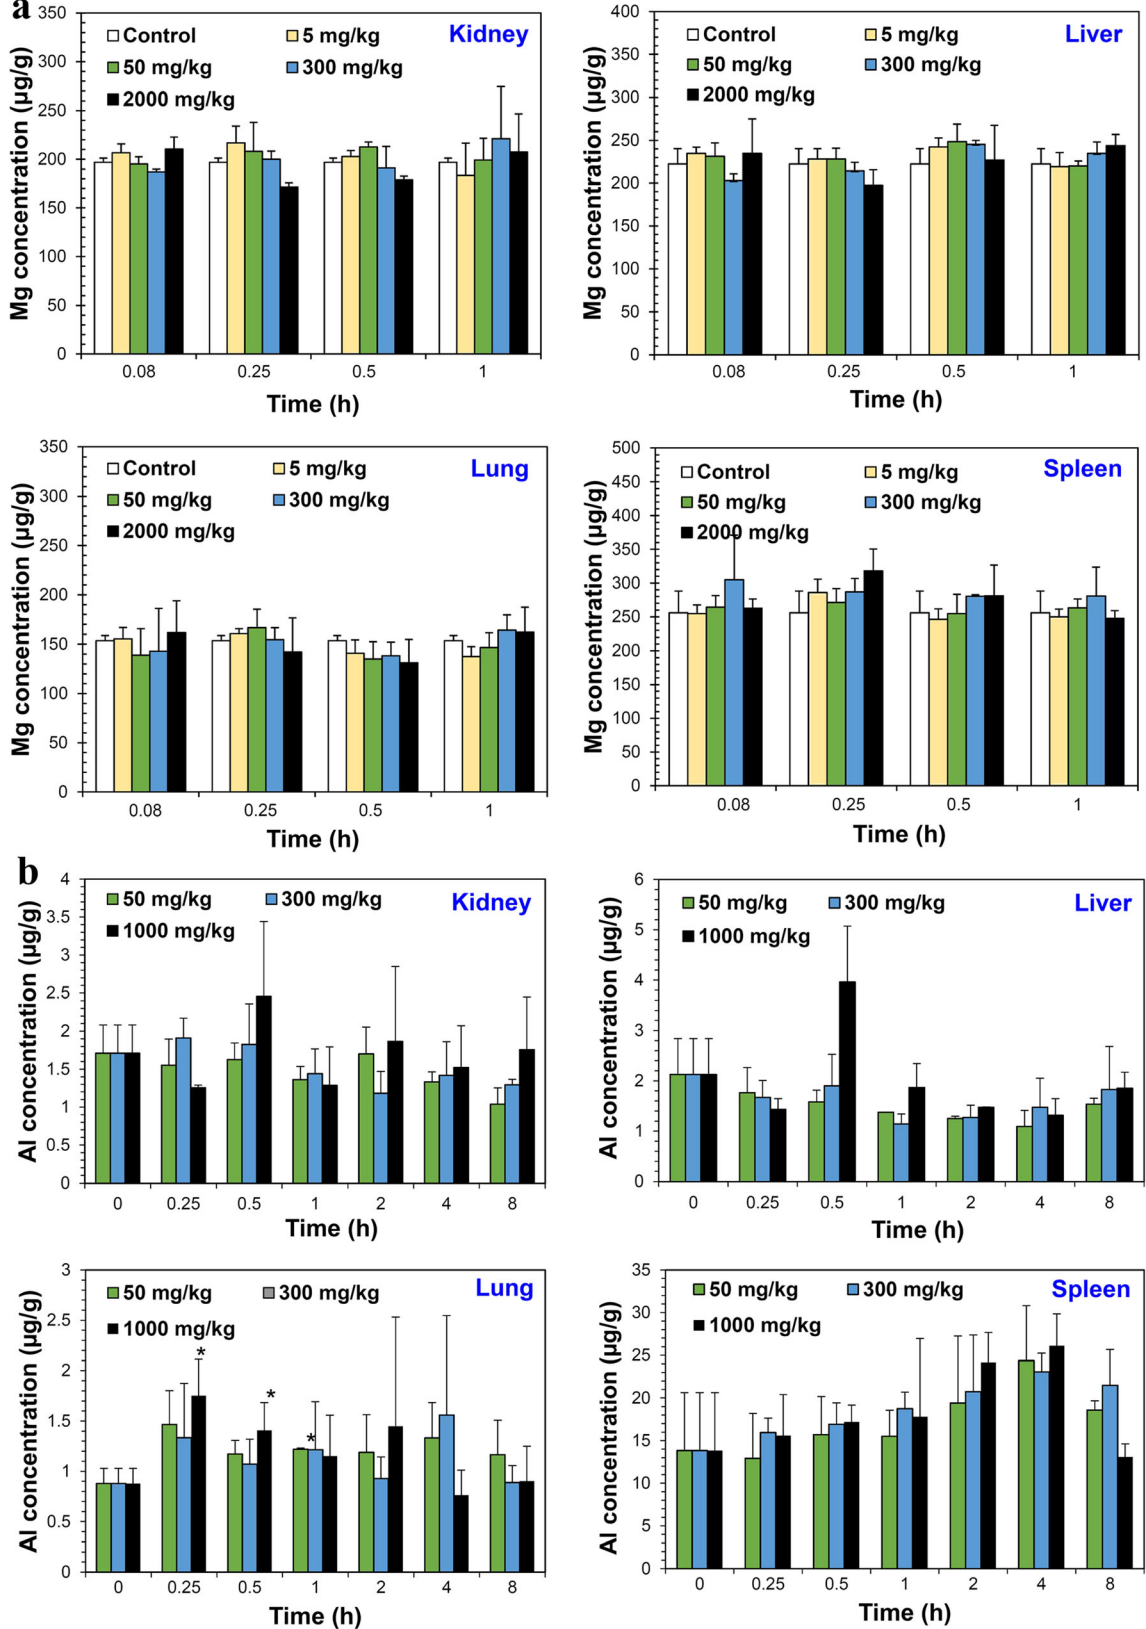 a
350
300
250
200
150
100
50
0
Mg concentration (µg/g)
Control
5 mg/kg
50 mg/kg
300 mg/kg
2000 mg/kg
Kidney
0.08 0.25 0.5 1
Time (h)
400
350
300
250
200
150
100
50
0
Mg concentration (µg/g)
Control
5 mg/kg
50 mg/kg
300 mg/kg
2000 mg/kg
Liver
0.08 0.25 0.5 1
Time (h)
350
300
250
200
150
100
50
0
Mg concentration (µg/g)
Control
5 mg/kg
50 mg/kg
300 mg/kg
2000 mg/kg
Lung
0.08 0.25 0.5 1
Time (h)
500
450
400
350
300
250
200
150
100
50
0
Mg concentration (µg/g)
Control
5 mg/kg
50 mg/kg
300 mg/kg
2000 mg/kg
Spleen
0.08 0.25 0.5 1
Time (h)
b
4
3.5
3
2.5
2
1.5
1
0.5
0
Al concentration (µg/g)
50 mg/kg
300 mg/kg
1000 mg/kg
Kidney
0 0.25 0.5 1 2 4 8
Time (h)
6
5
4
3
2
1
0
Al concentration (µg/g)
50 mg/kg
300 mg/kg
1000 mg/kg
Liver
0 0.25 0.5 1 2 4 8
Time (h)
3
2.5
2
1.5
1
0.5
0
Al concentration (µg/g)
50 mg/kg
300 mg/kg
1000 mg/kg
Lung
*
*
*
0 0.25 0.5 1 2 4 8
Time (h)
35
30
25
20
15
10
5
0
Al concentration (µg/g)
50 mg/kg
300 mg/kg
1000 mg/kg
Spleen
0 0.25 0.5 1 2 4 8
Time (h)